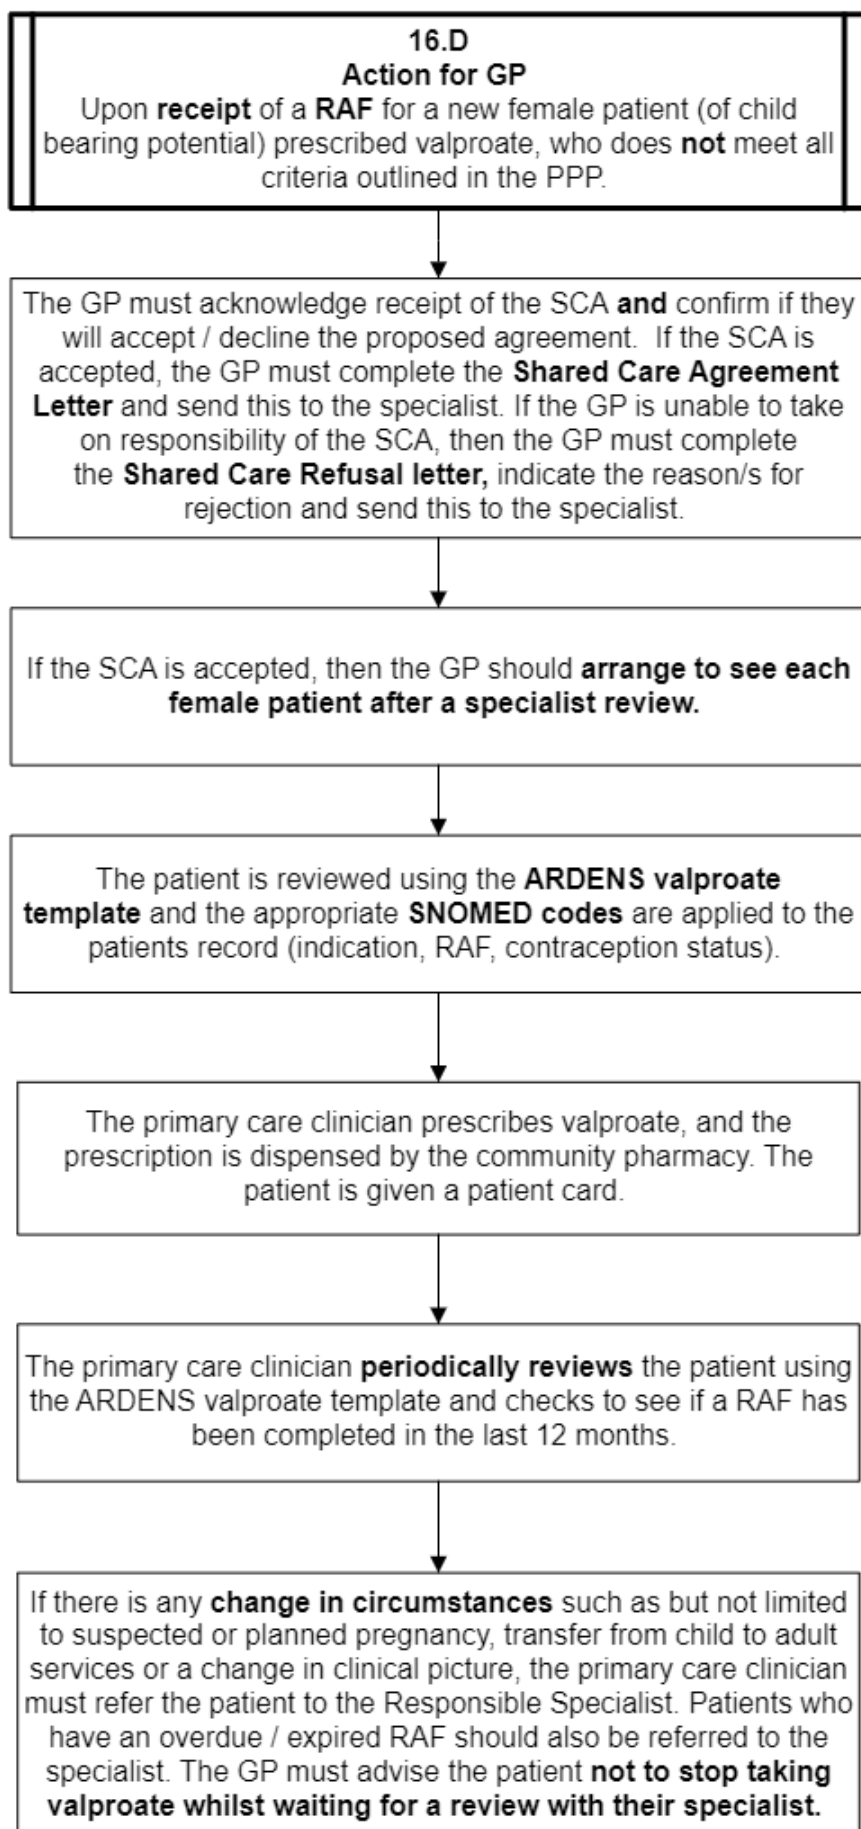 16.D
Action for GP
Upon receipt of a RAF for a new female patient (of child
bearing potential) prescribed valproate, who does not meet all
criteria outlined in the PPP.
The GP must acknowledge receipt of the SCA and confirm if they
will accept / decline the proposed agreement.  If the SCA is
accepted, the GP must complete the Shared Care Agreement
Letter and send this to the specialist. If the GP is unable to take
on responsibility of the SCA, then the GP must complete
the Shared Care Refusal letter, indicate the reason/s for
rejection and send this to the specialist.
If the SCA is accepted, then the GP should arrange to see each
female patient after a specialist review.
The patient is reviewed using the ARDENS valproate
template and the appropriate SNOMED codes are applied to the
patients record (indication, RAF, contraception status).
The primary care clinician prescribes valproate, and the
prescription is dispensed by the community pharmacy. The
patient is given a patient card.
The primary care clinician periodically reviews the patient using
the ARDENS valproate template and checks to see if a RAF has
been completed in the last 12 months.
If there is any change in circumstances such as but not limited
to suspected or planned pregnancy, transfer from child to adult
services or a change in clinical picture, the primary care clinician
must refer the patient to the Responsible Specialist. Patients who
have an overdue / expired RAF should also be referred to the
specialist. The GP must advise the patient not to stop taking
valproate whilst waiting for a review with their specialist.